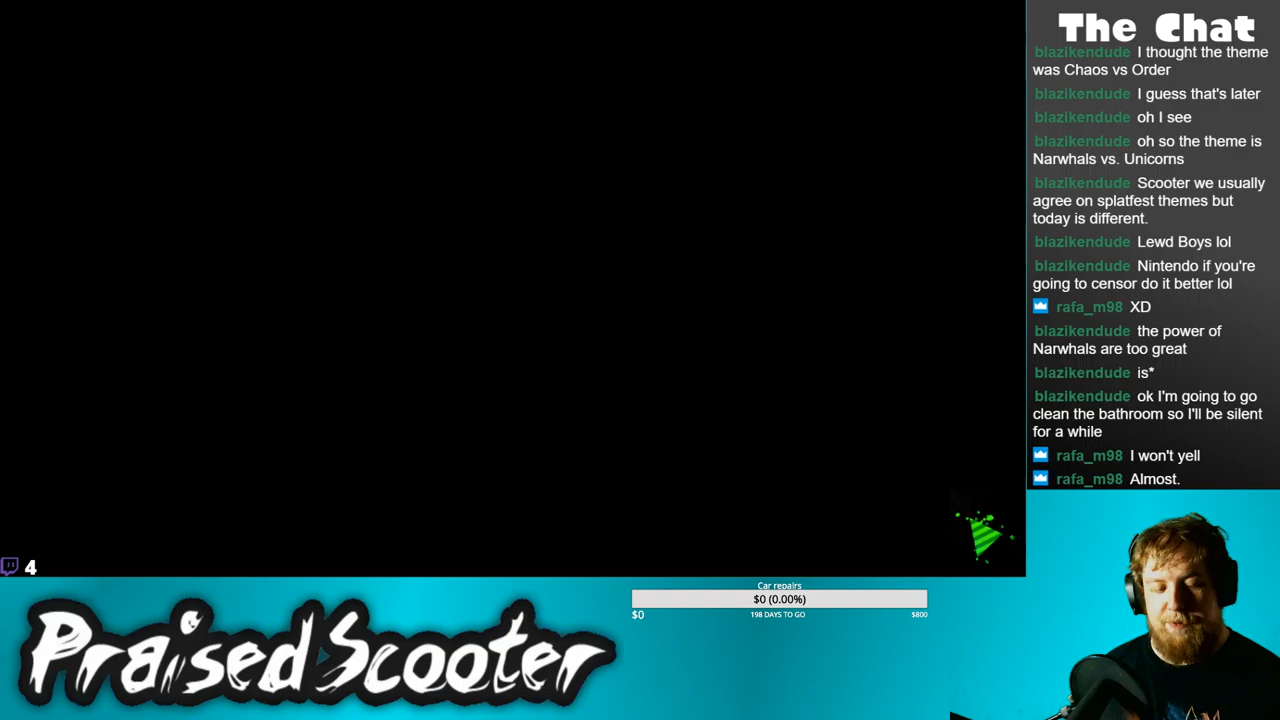 The Chat
blazikendude I thought the theme
was Chaos vs Order
blazikendude I guess that's later
blazikendude oh I see
blazikendude oh so the theme is
Narwhals vs. Unicorns
blazikendude Scooter we usually
agree on splatfest themes but
today is different.
blazikendude Lewd Boys lol
blazikendude Nintendo if you're
going to censor do it better lol
rafa_m98 XD
blazikendude the power of
Narwhals are too great
blazikendude is*
blazikendude ok I'm going to go
clean the bathroom so I'll be silent
for a while
rafa_m98 I won't yell
rafa_m98 Almost.
4
Car repairs
$0 (0.00%)
$0 198 DAYS TO GO $800
PraisedScooter